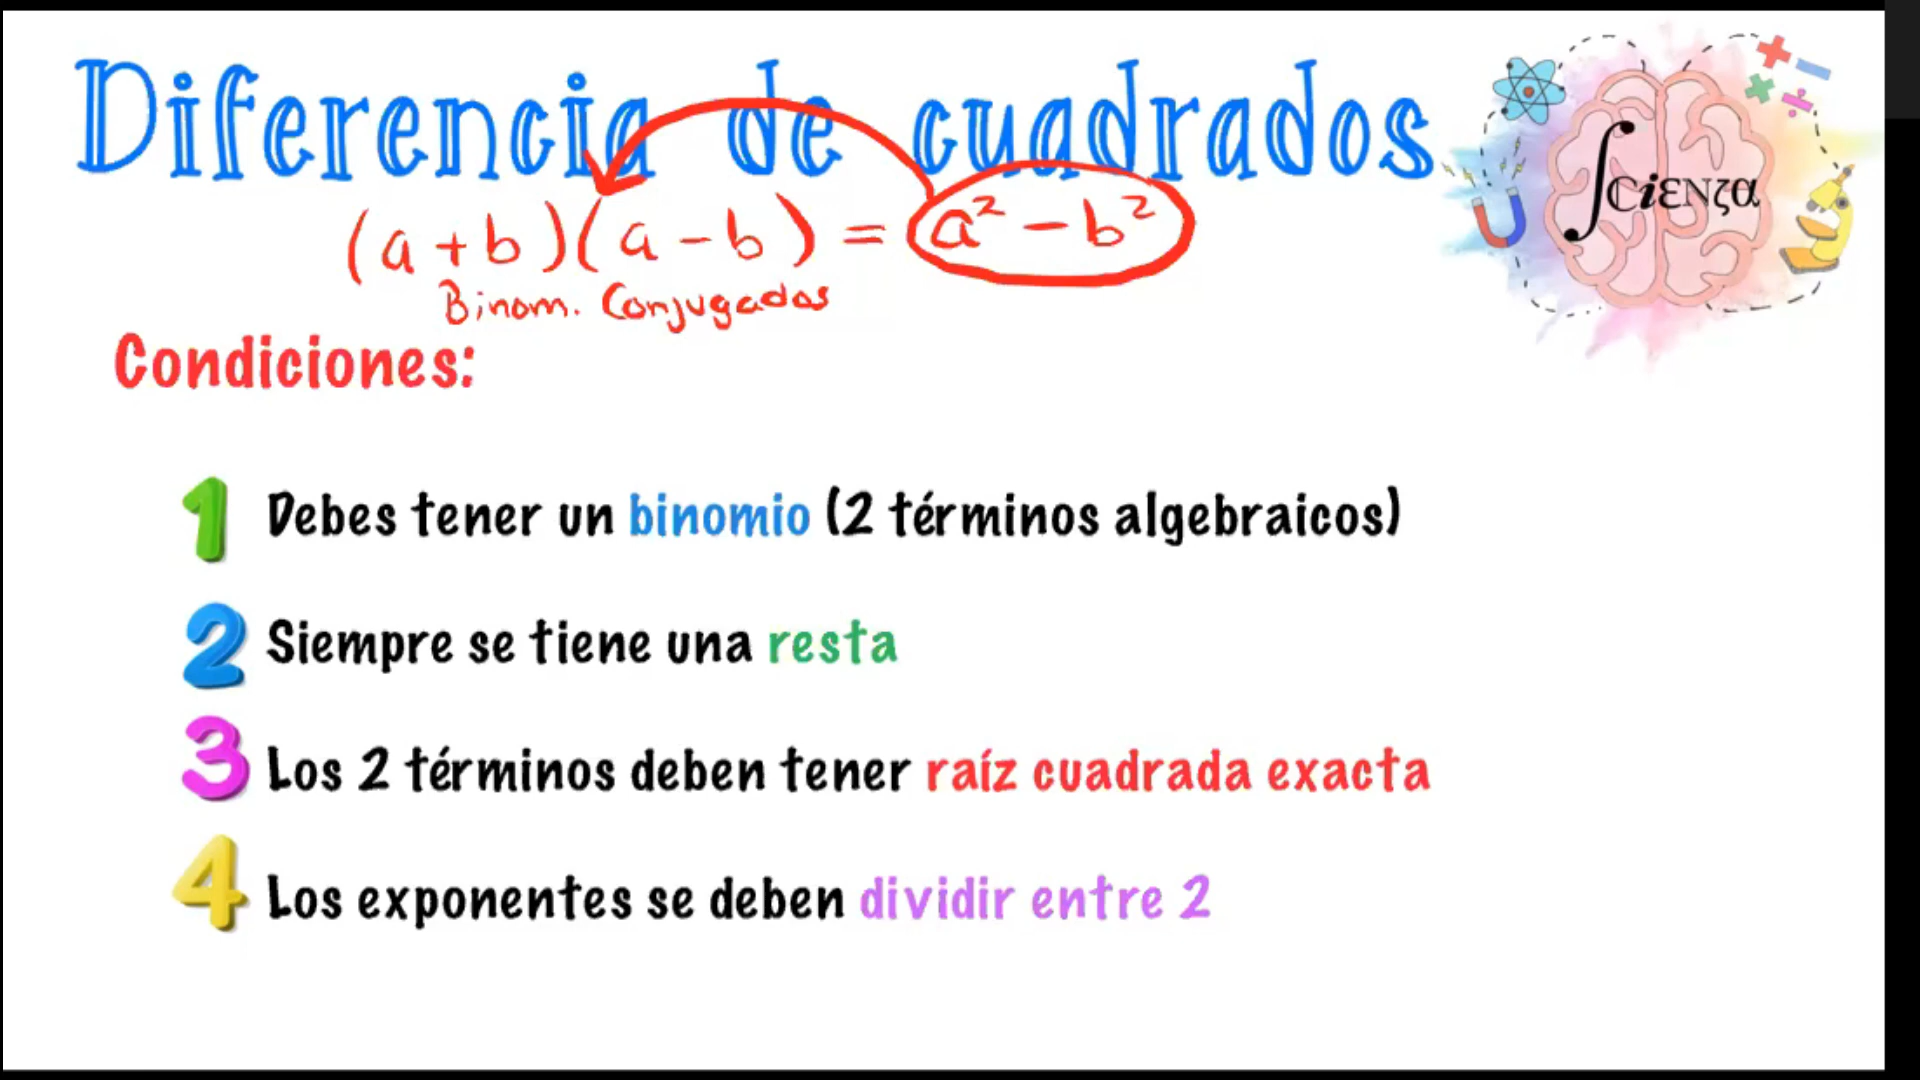 Diferencia de cuadrados
(a + b)(a - b) = a² - b²
Binom. Conjugados
ʃciENζα
Condiciones:
1 Debes tener un binomio (2 términos algebraicos)
2 Siempre se tiene una resta
3 Los 2 términos deben tener raíz cuadrada exacta
4 Los exponentes se deben dividir entre 2